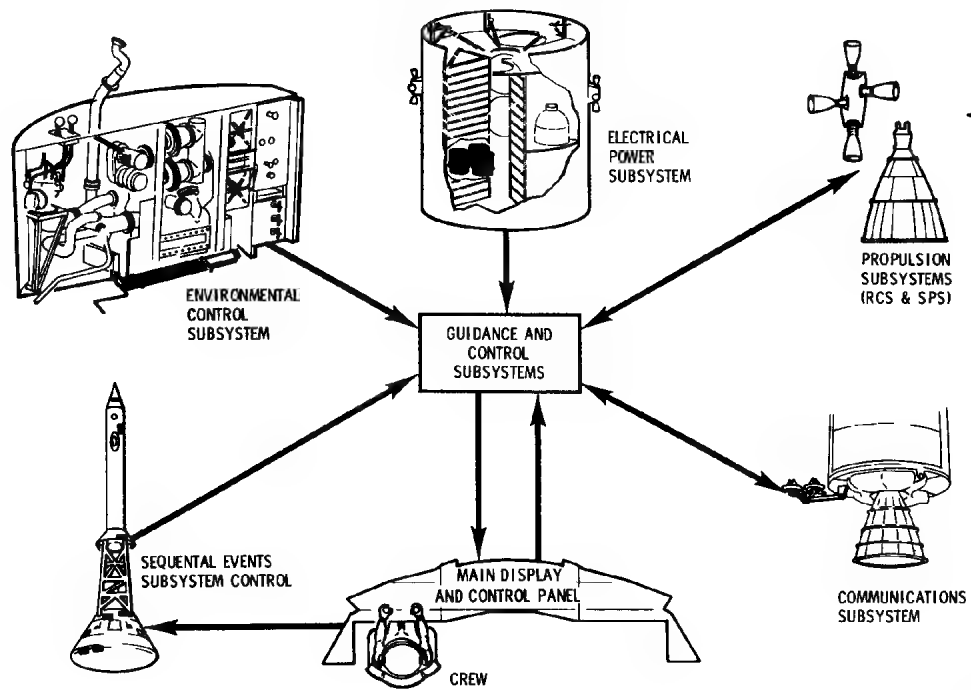 ELECTRICAL
POWER
SUBSYSTEM
PROPULSION
SUBSYSTEMS
(RCS & SPS)
ENVIRONMENTAL
CONTROL
SUBSYSTEM
GUIDANCE AND
CONTROL
SUBSYSTEMS
SEQUENTAL EVENTS
SUBSYSTEM CONTROL
MAIN DISPLAY
AND CONTROL PANEL
COMMUNICATIONS
SUBSYSTEM
CREW